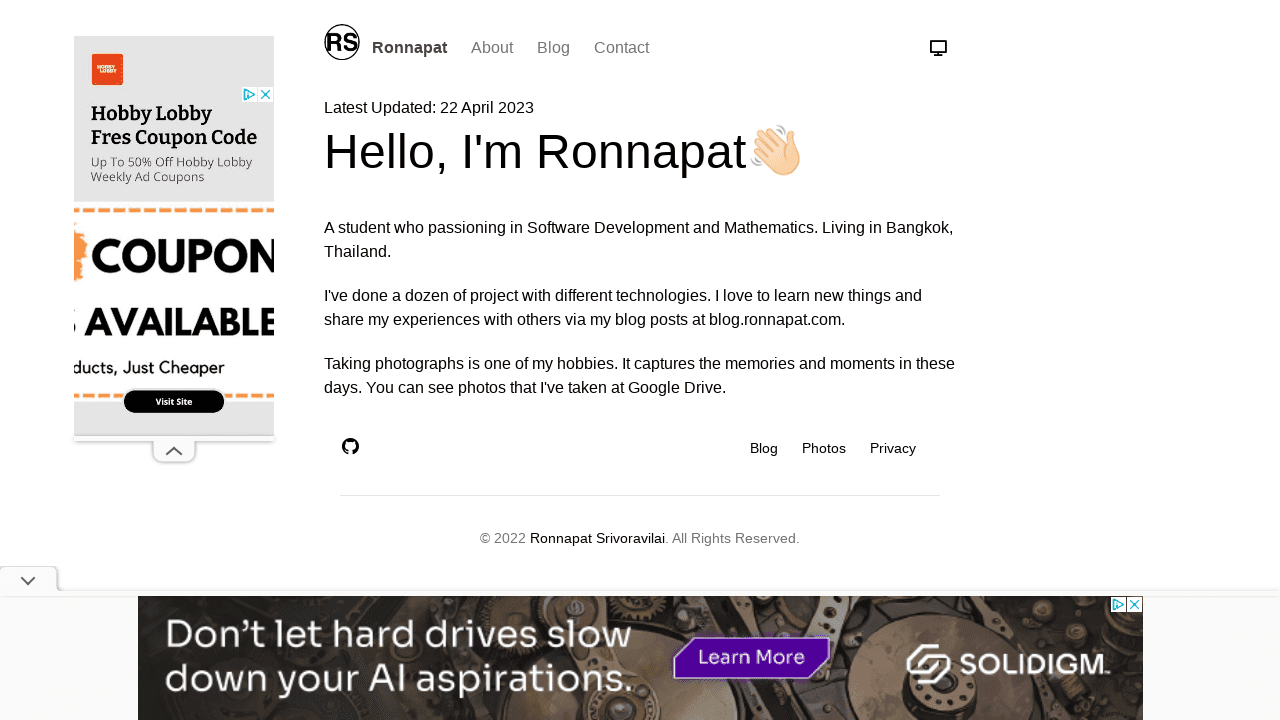 RS
Ronnapat About Blog Contact
HOBBY
LOBBY
Hobby Lobby
Fres Coupon Code
Up To 50% Off Hobby Lobby
Weekly Ad Coupons
COUPON
AVAILABLE
ducts, Just Cheaper
Visit Site
Latest Updated: 22 April 2023
Hello, I'm Ronnapat👋🏻
A student who passioning in Software Development and Mathematics. Living in Bangkok,
Thailand.
I've done a dozen of project with different technologies. I love to learn new things and
share my experiences with others via my blog posts at blog.ronnapat.com.
Taking photographs is one of my hobbies. It captures the memories and moments in these
days. You can see photos that I've taken at Google Drive.
Blog Photos Privacy
© 2022 Ronnapat Srivoravilai. All Rights Reserved.
Don't let hard drives slow
down your AI aspirations.
Learn More
SOLIDIGM